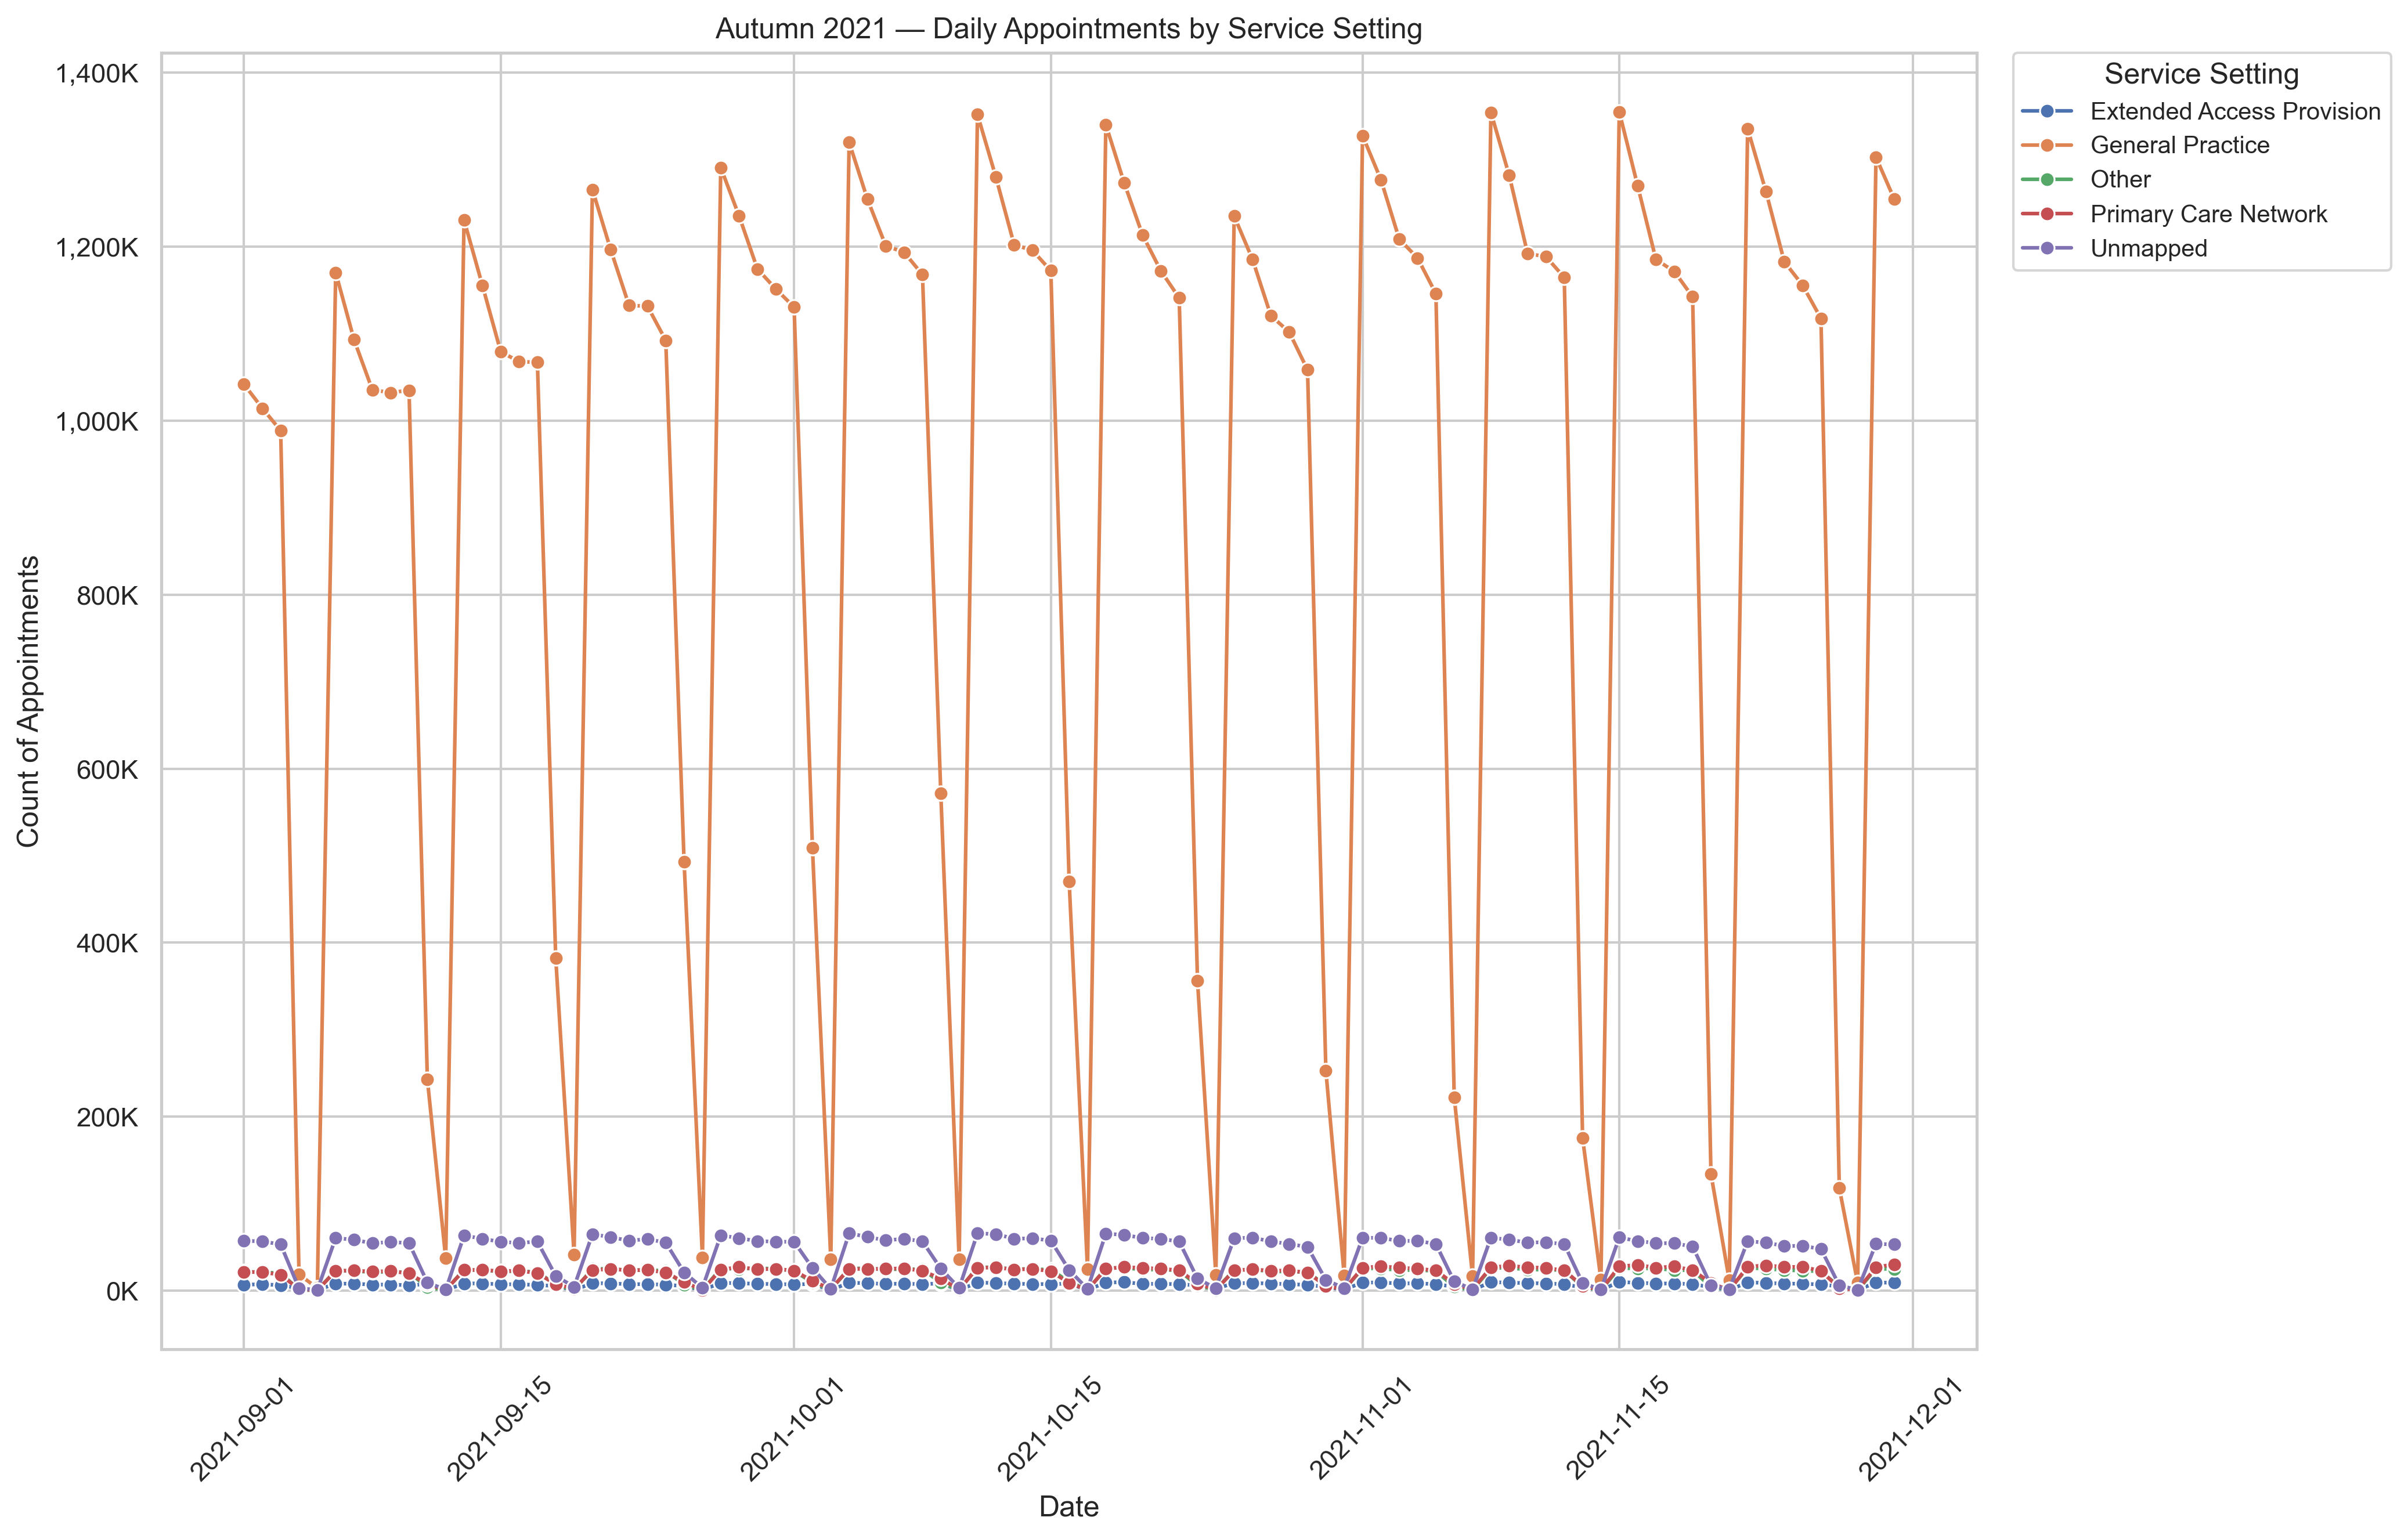 Autumn 2021 — Daily Appointments by Service Setting
Service Setting
Extended Access Provision
General Practice
Other
Primary Care Network
Unmapped
Count of Appointments
1,400K
1,200K
1,000K
800K
600K
400K
200K
0K
2021-09-01
2021-09-15
2021-10-01
2021-10-15
2021-11-01
2021-11-15
2021-12-01
Date